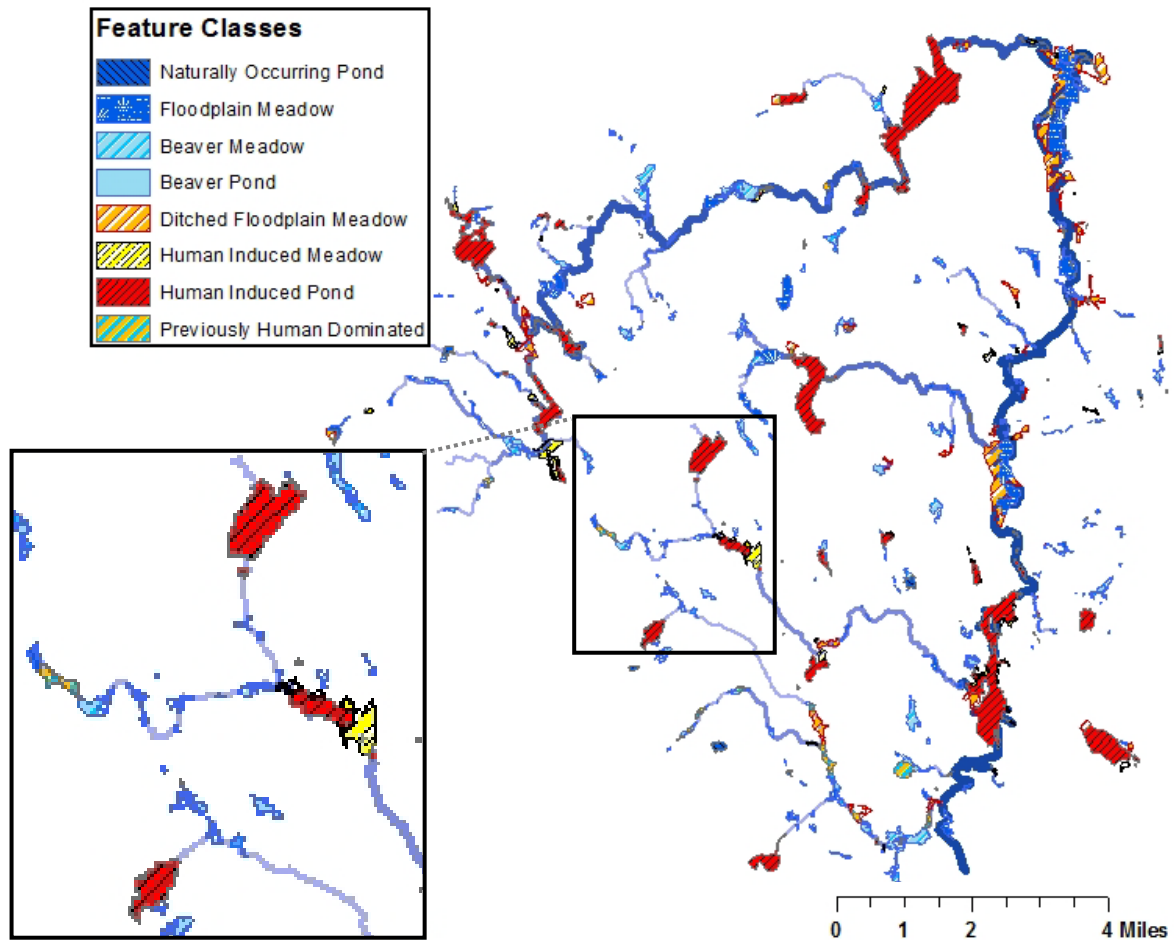 Feature Classes
Naturally Occurring Pond
Floodplain Meadow
Beaver Meadow
Beaver Pond
Ditched Floodplain Meadow
Human Induced Meadow
Human Induced Pond
Previously Human Dominated
0 1 2 4 Miles